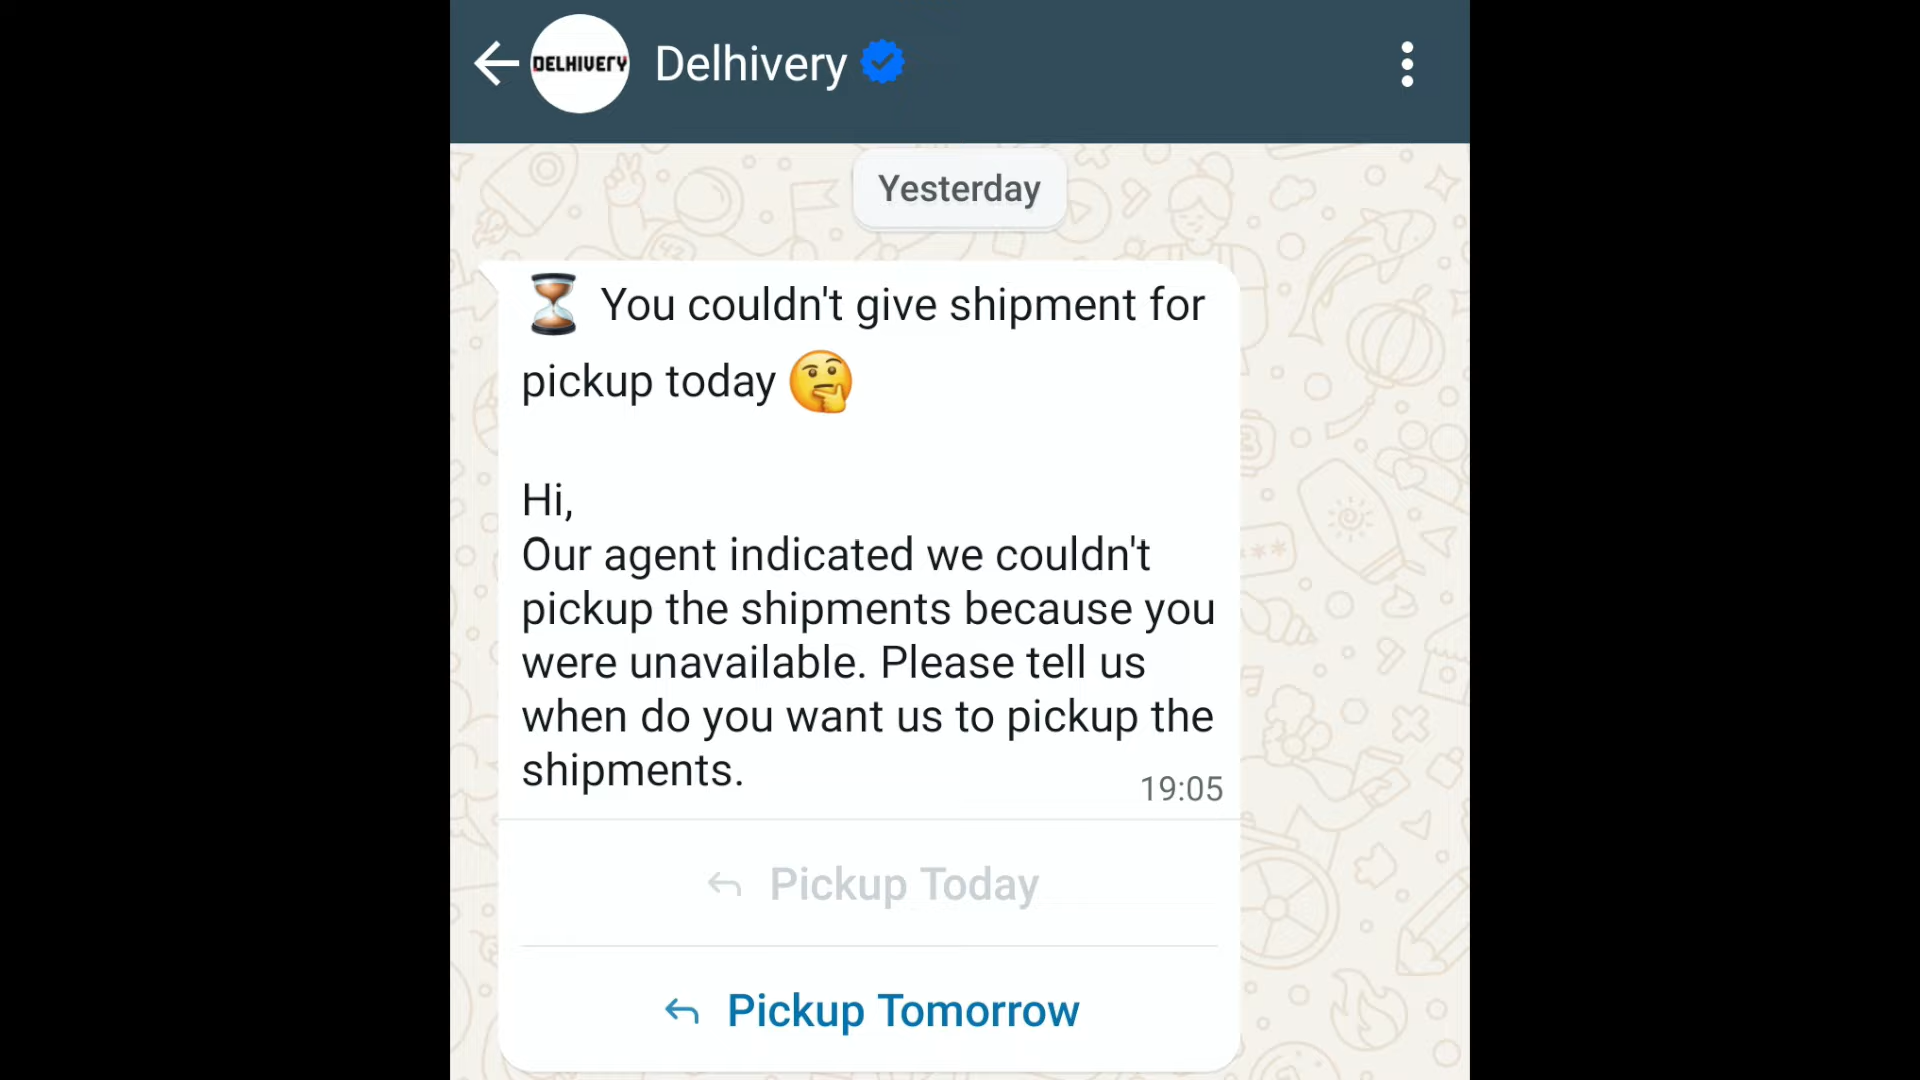 DELHIVERY
Delhivery
Yesterday
⏳ You couldn't give shipment for
pickup today 🤔
Hi,
Our agent indicated we couldn't
pickup the shipments because you
were unavailable. Please tell us
when do you want us to pickup the
shipments.
19:05
Pickup Today
Pickup Tomorrow